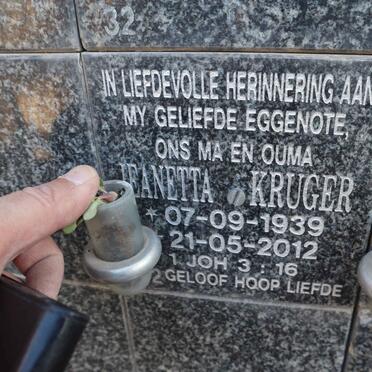 32
IN LIEFDEVOLLE HERINNERING AAN
MY GELIEFDE EGGENOTE,
ONS MA EN OUMA
JEANETTA KRUGER
*07-09-1939
21-05-2012
1 JOH 3 : 16
GELOOF HOOP LIEFDE